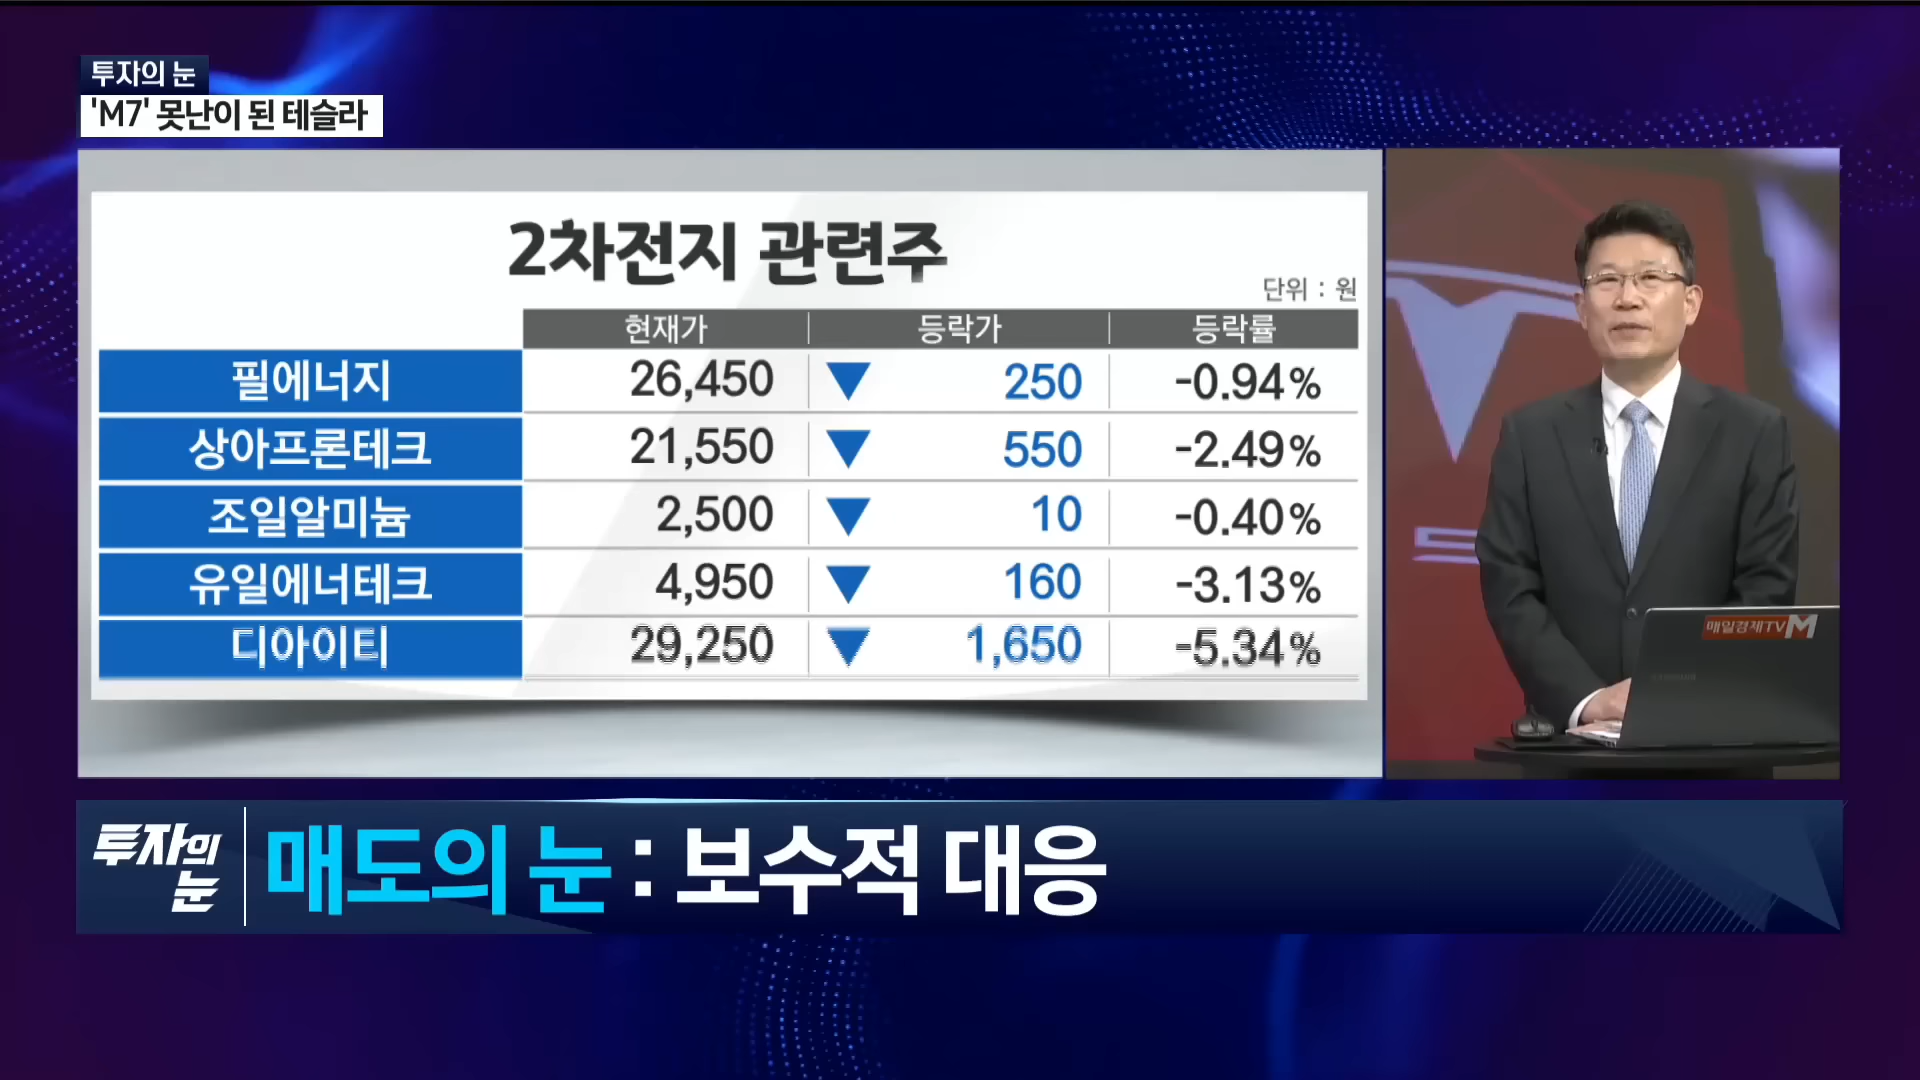 투자의 눈
'M7' 못난이 된 테슬라
2차전지 관련주
단위 : 원
현재가 등락가 등락률
필에너지 26,450 ▼ 250 -0.94%
상아프론테크 21,550 ▼ 550 -2.49%
조일알미늄 2,500 ▼ 10 -0.40%
유일에너테크 4,950 ▼ 160 -3.13%
디아이티 29,250 ▼ 1,650 -5.34%
매일경제TV M
투자의
눈
매도의 눈 : 보수적 대응